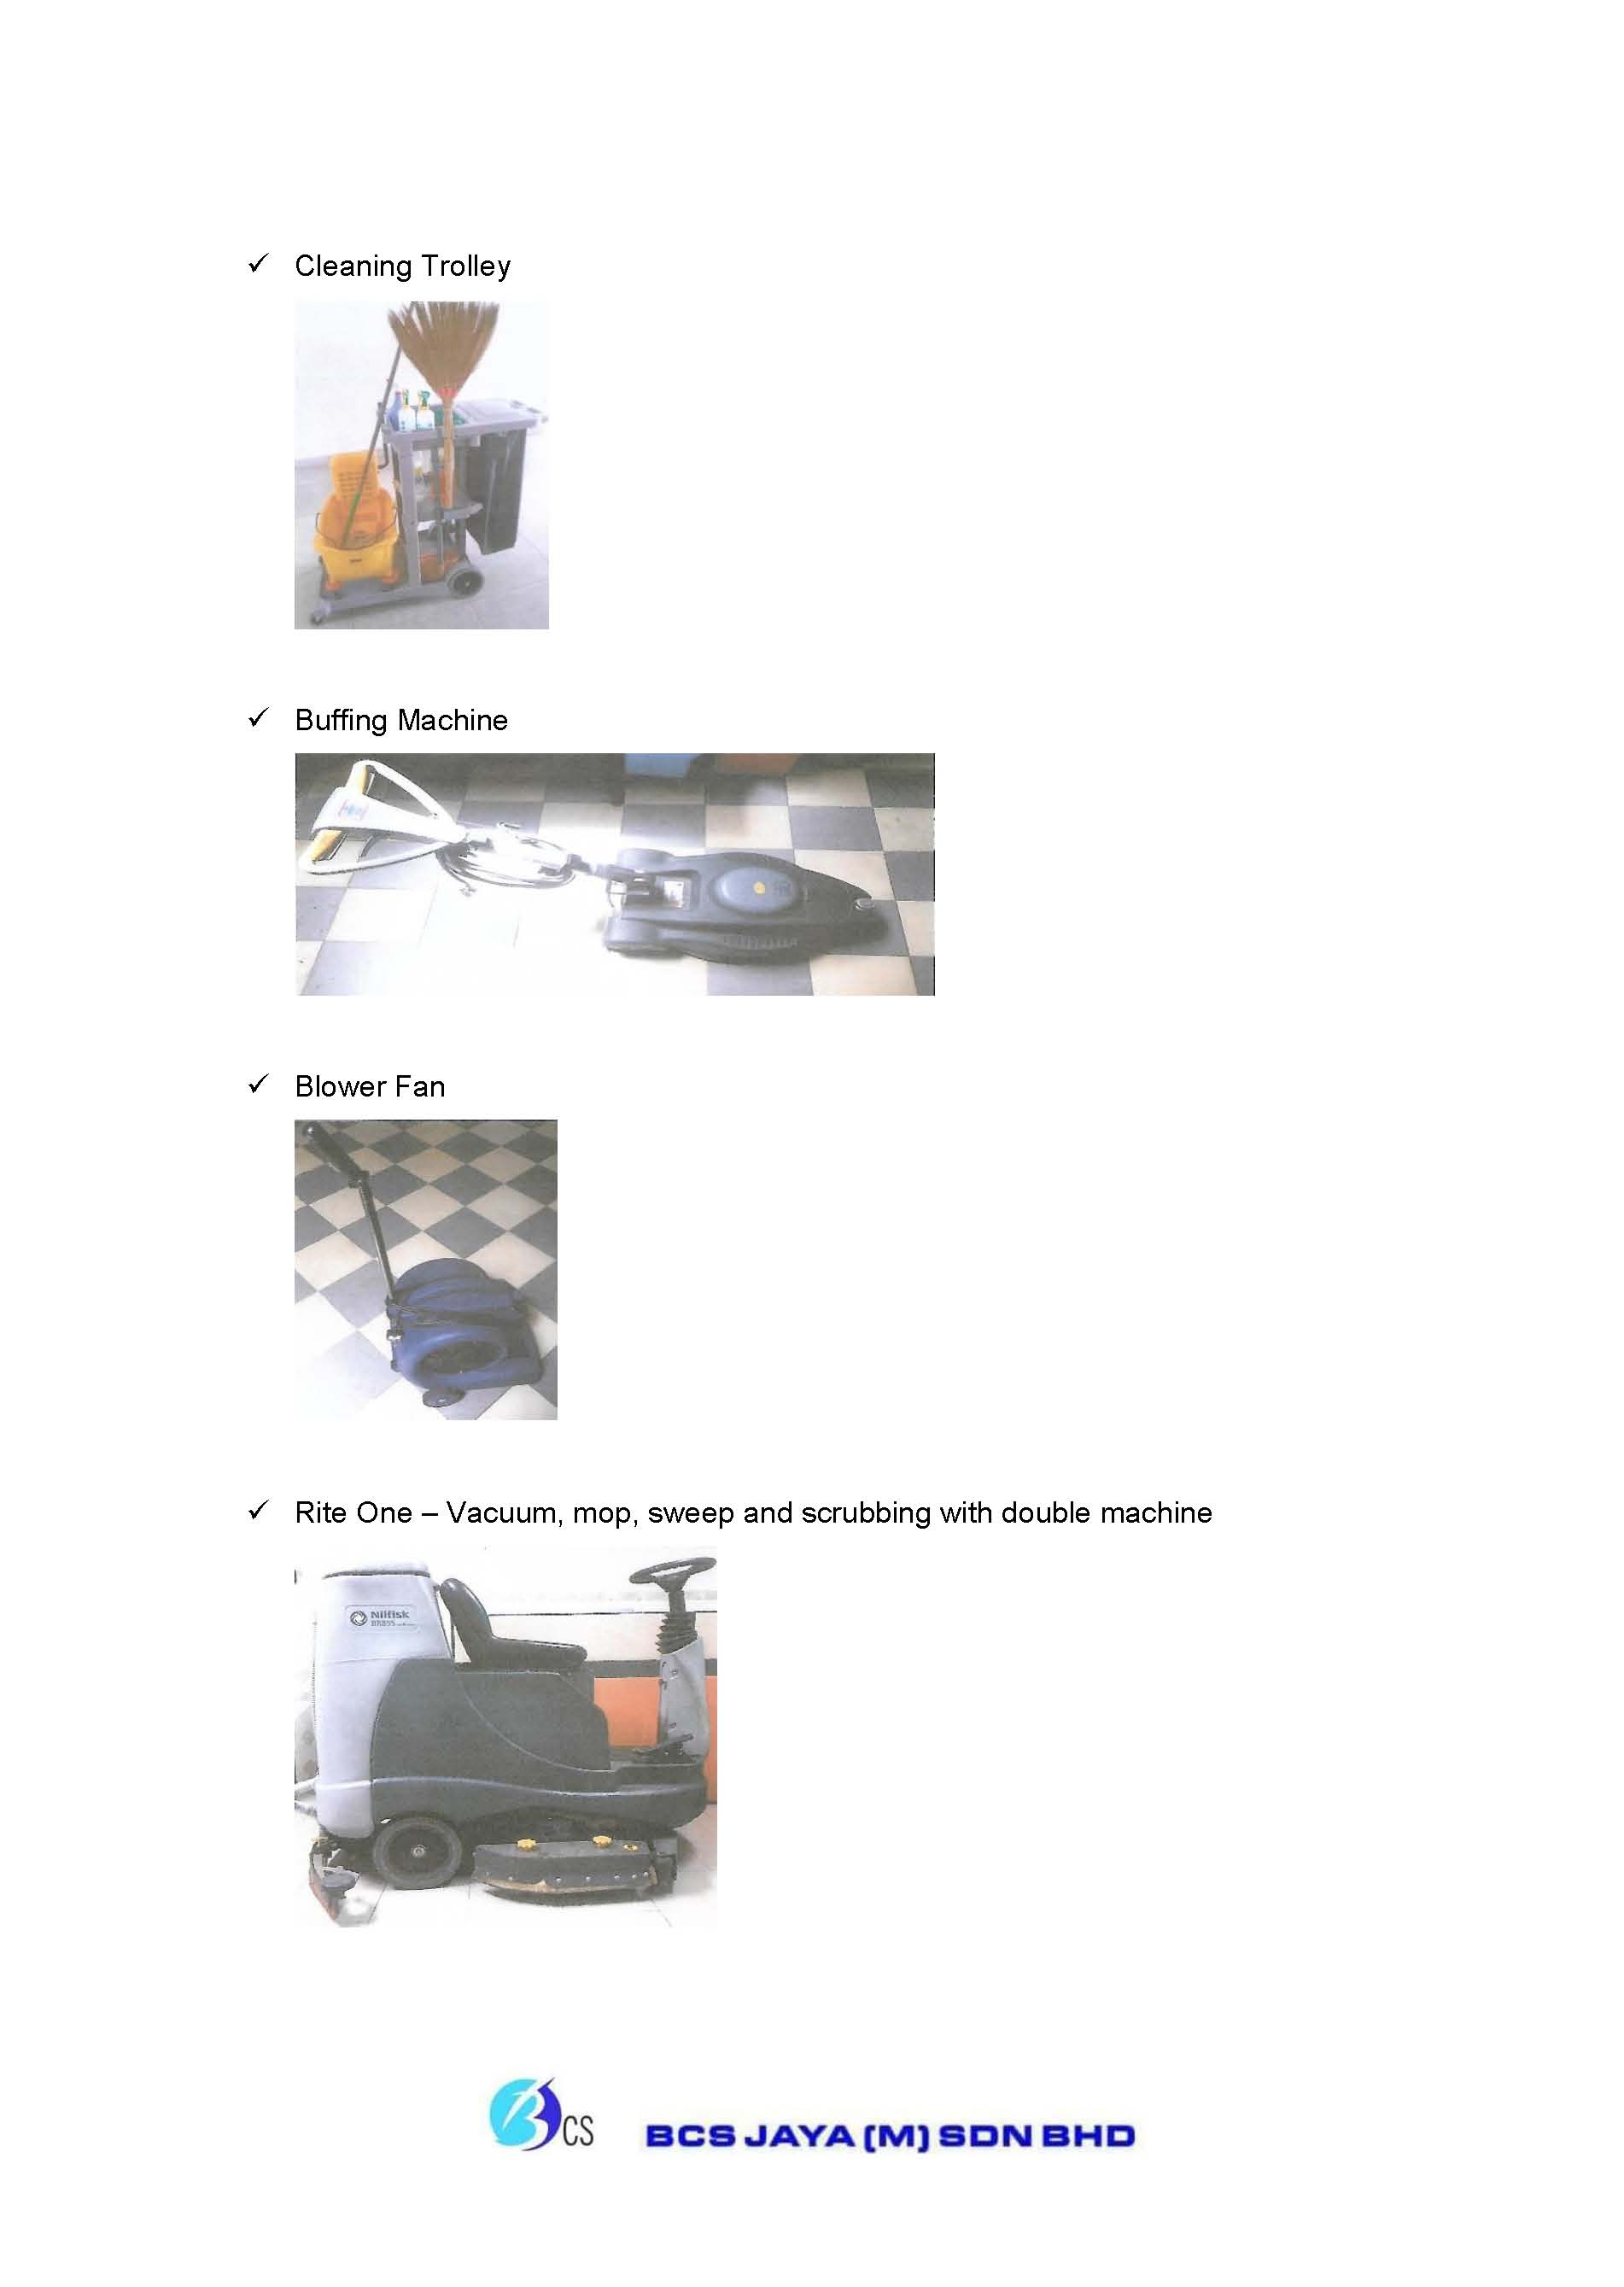 ✓ Cleaning Trolley
✓ Buffing Machine
✓ Blower Fan
✓ Rite One – Vacuum, mop, sweep and scrubbing with double machine
Nilfisk
BR855
BCS
BCS JAYA (M) SDN BHD